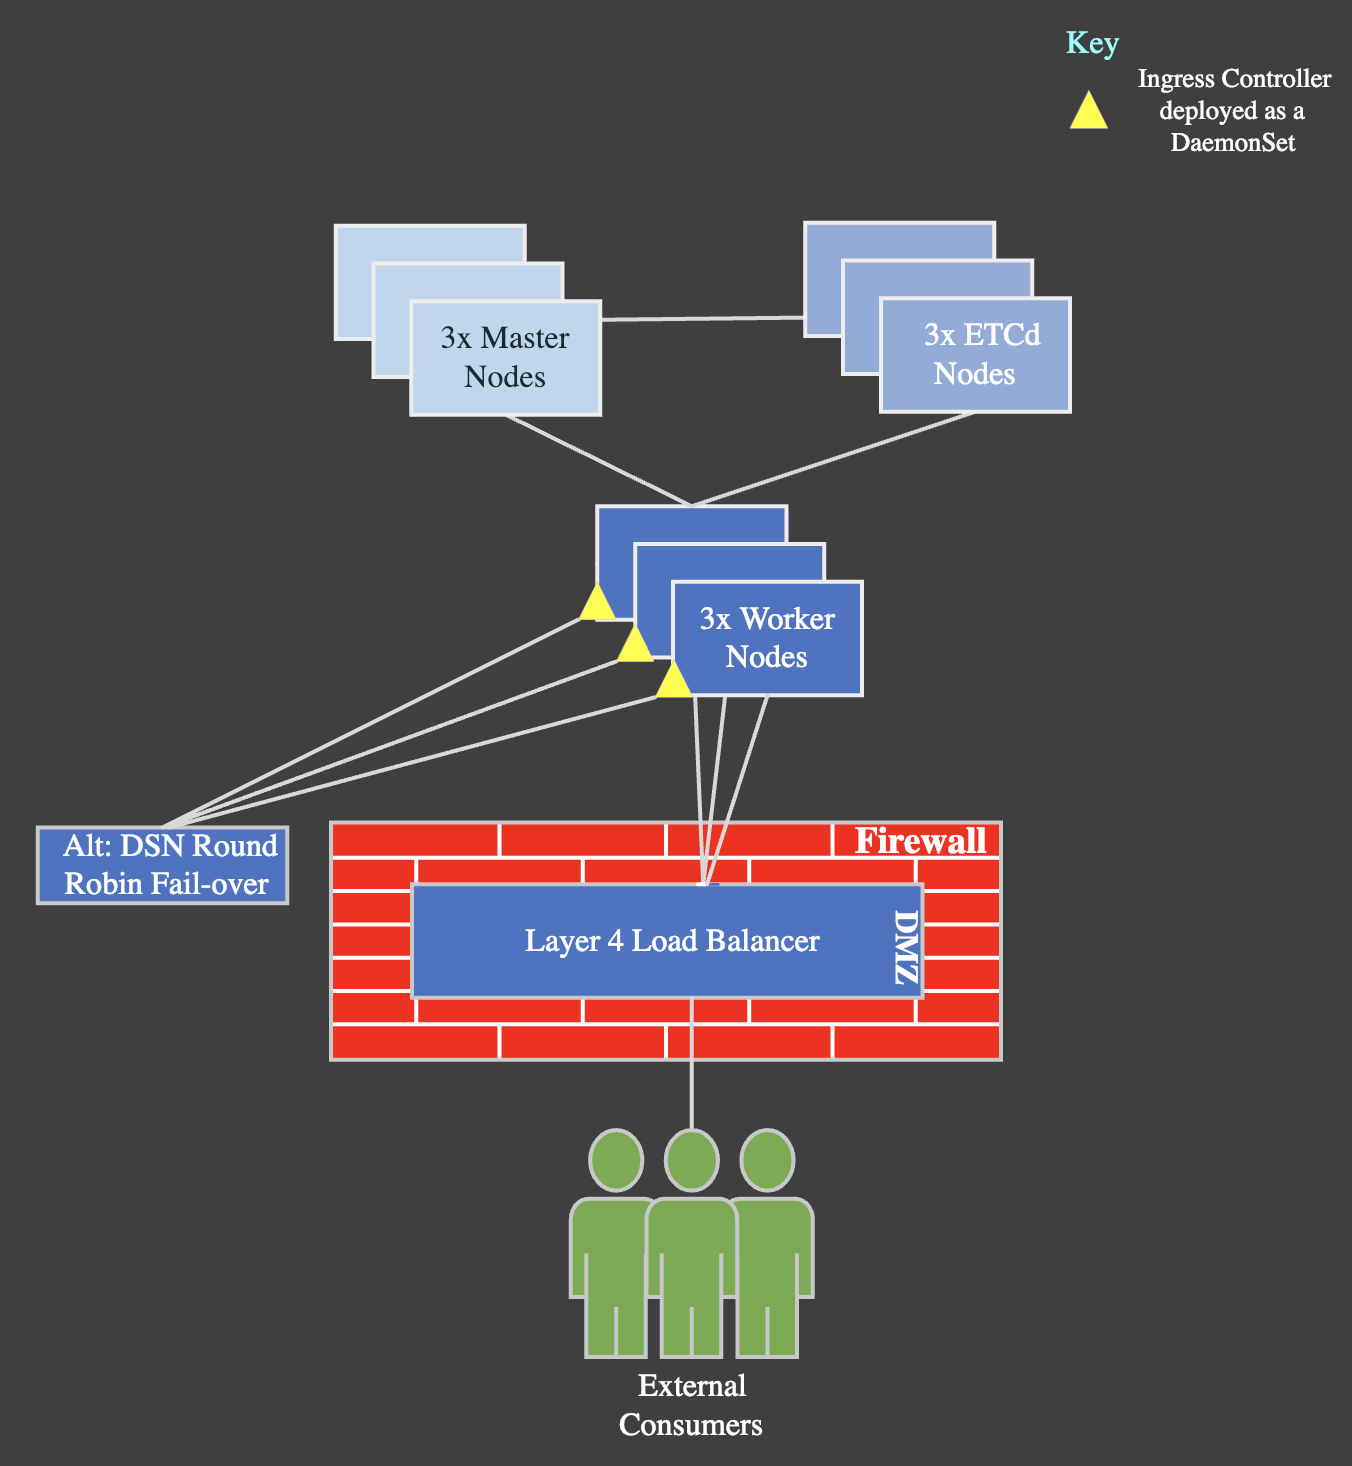 Key
Ingress Controller
deployed as a
DaemonSet
3x Master
Nodes
3x ETCd
Nodes
3x Worker
Nodes
Alt: DSN Round
Robin Fail-over
Firewall
Layer 4 Load Balancer
DMZ
External
Consumers